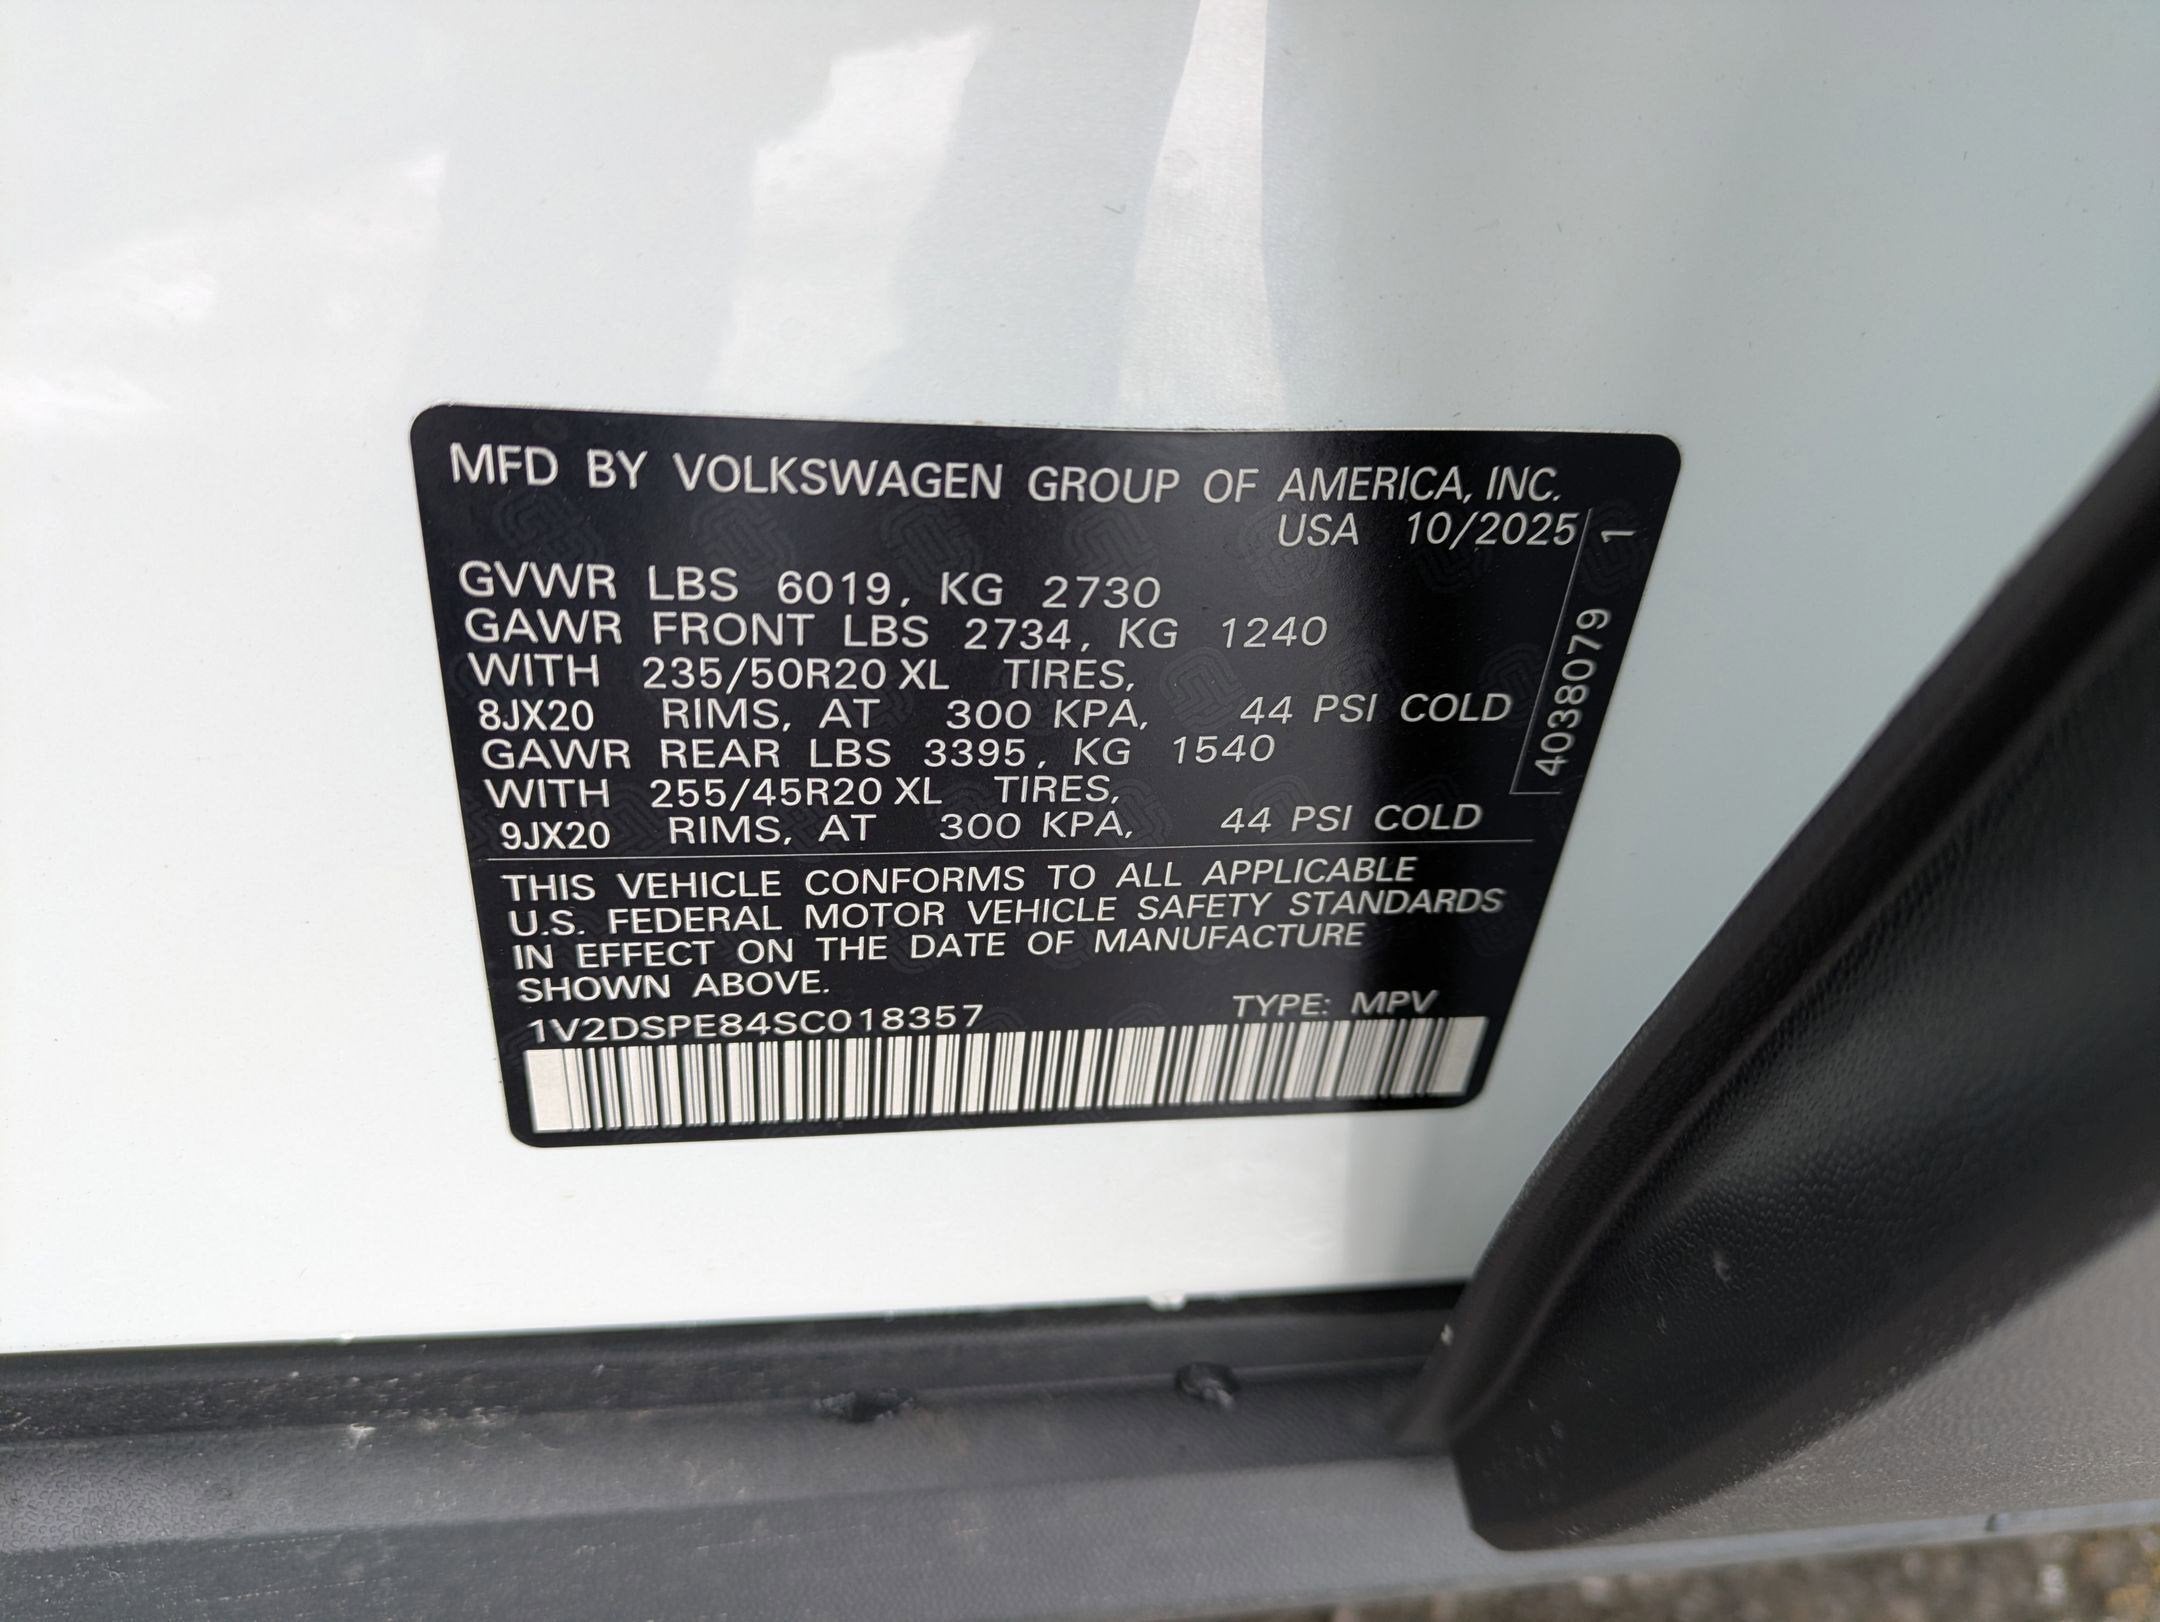 MFD BY VOLKSWAGEN GROUP OF AMERICA, INC.
USA 10/2025
GVWR LBS 6019, KG 2730
GAWR FRONT LBS 2734, KG 1240
WITH 235/50R20 XL TIRES,
8JX20 RIMS, AT 300 KPA, 44 PSI COLD
GAWR REAR LBS 3395, KG 1540
WITH 255/45R20 XL TIRES,
9JX20 RIMS, AT 300 KPA, 44 PSI COLD
4038079 1
THIS VEHICLE CONFORMS TO ALL APPLICABLE
U.S. FEDERAL MOTOR VEHICLE SAFETY STANDARDS
IN EFFECT ON THE DATE OF MANUFACTURE
SHOWN ABOVE.
1V2DSPE84SC018357 TYPE: MPV